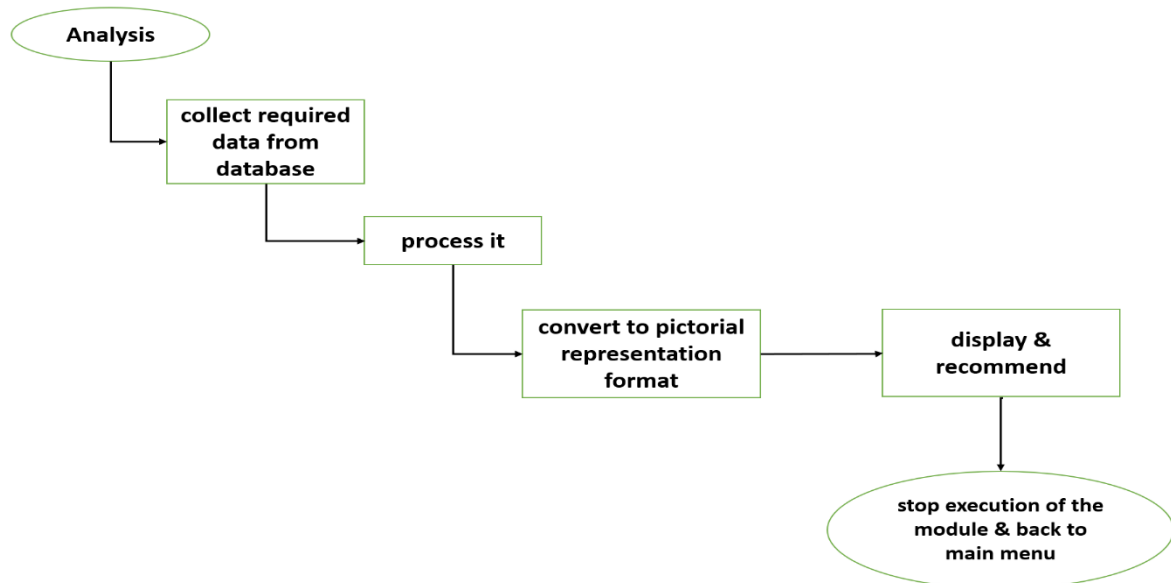 Analysis
collect required
data from
database
process it
convert to pictorial
representation
format
display &
recommend
stop execution of the
module & back to
main menu